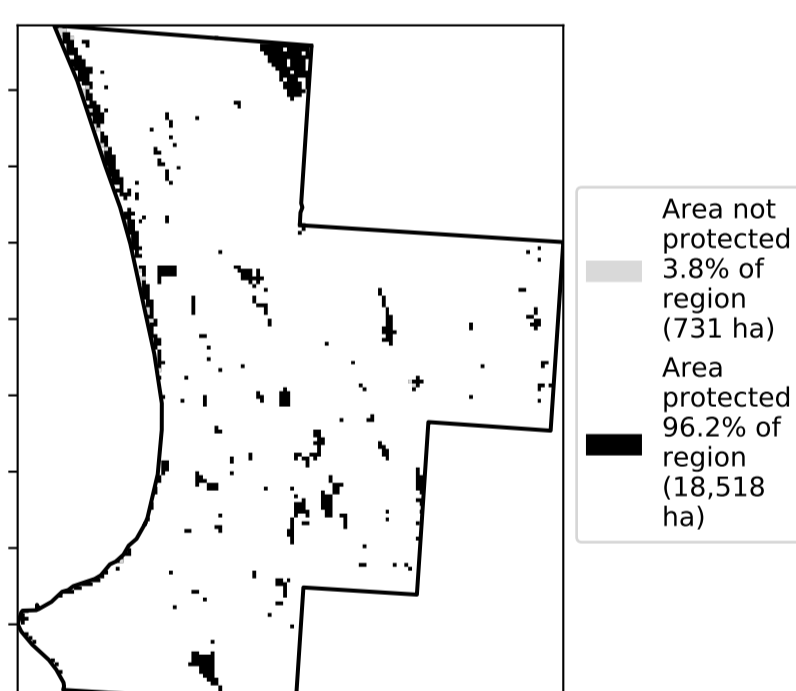 Area not
protected
3.8% of
region
(731 ha)
Area
protected
96.2% of
region
(18,518
ha)